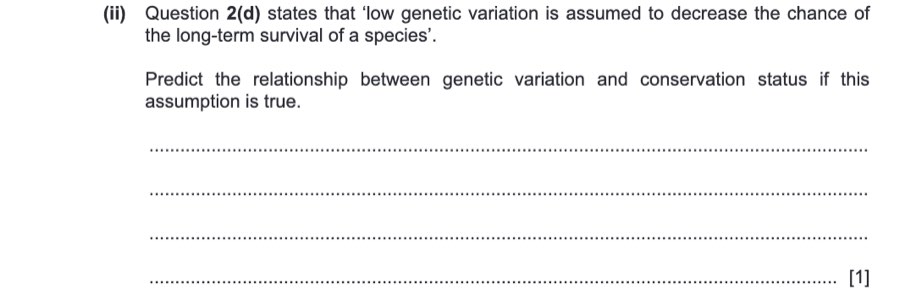 (ii) Question 2(d) states that ‘low genetic variation is assumed to decrease the chance of
the long-term survival of a species’.
Predict the relationship between genetic variation and conservation status if this
assumption is true.
[1]